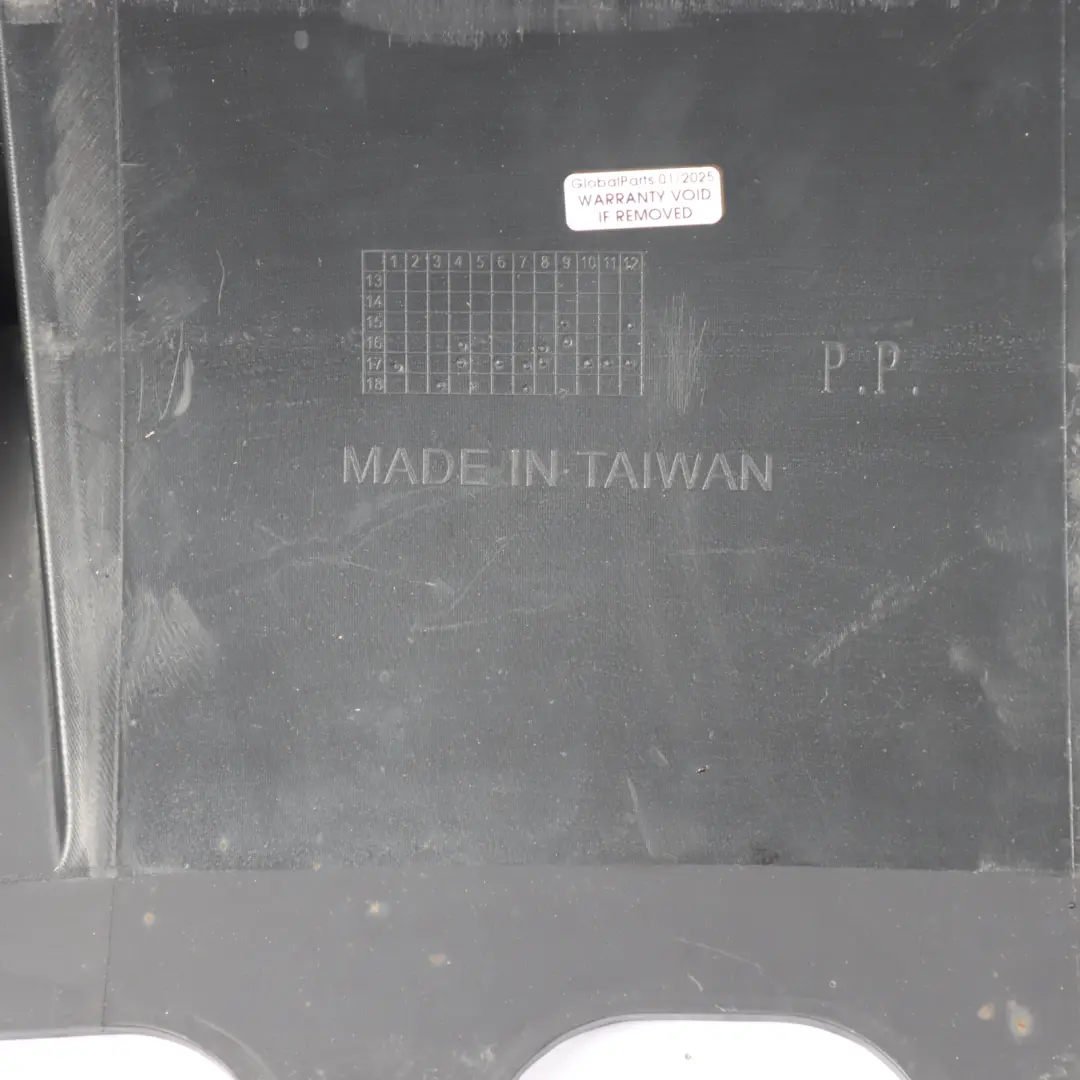 GlobalParts 01/2025
WARRANTY VOID
IF REMOVED
1 2 3 4 5 6 7 8 9 10 11 12
13
14
15
16
17
18
P.P.
MADE IN TAIWAN